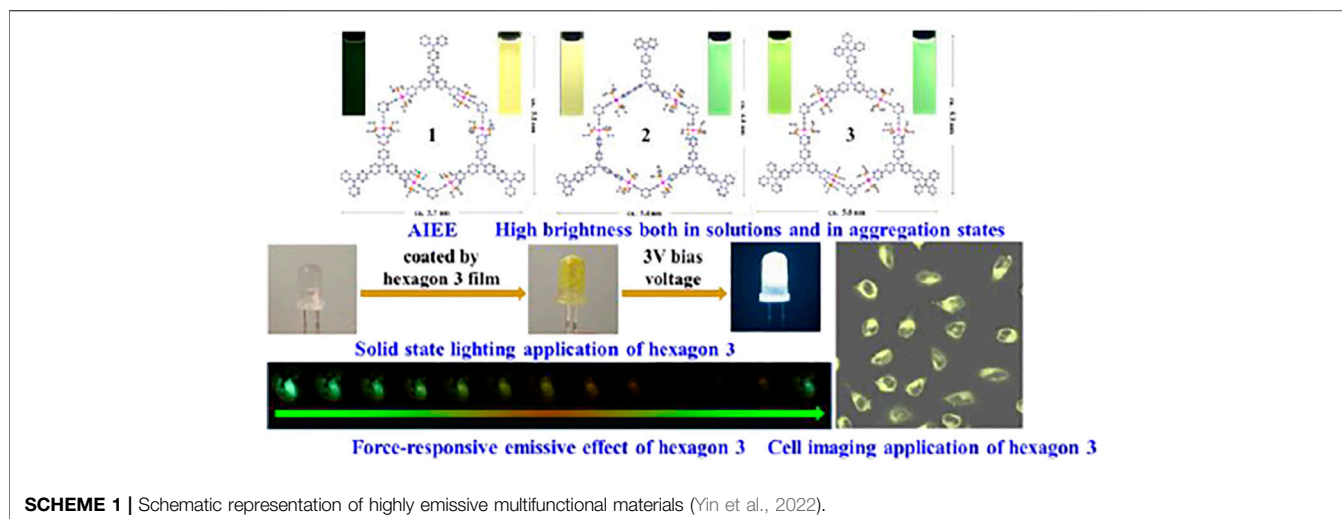 1
2
3
AIEE
High brightness both in solutions and in aggregation states
coated by
hexagon 3 film
3V bias
voltage
Solid state lighting application of hexagon 3
Force-responsive emissive effect of hexagon 3
Cell imaging application of hexagon 3
SCHEME 1 | Schematic representation of highly emissive multifunctional materials (Yin et al., 2022).